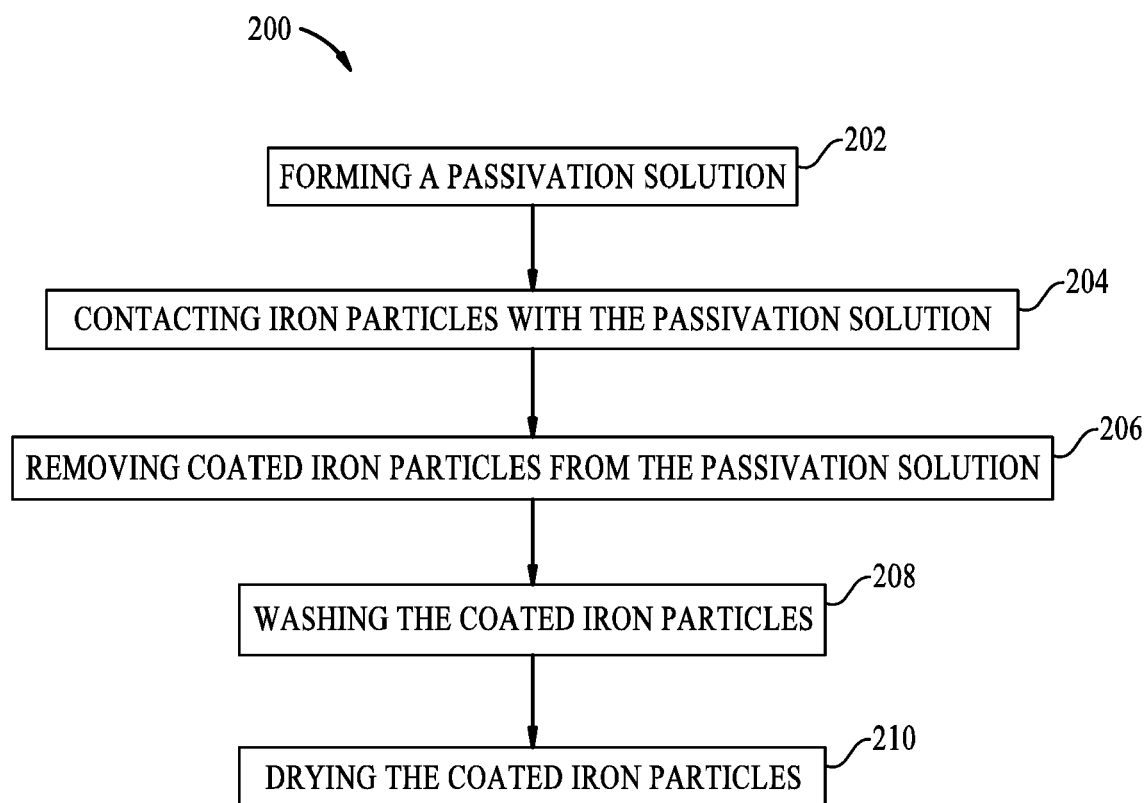 200
202
FORMING A PASSIVATION SOLUTION
204
CONTACTING IRON PARTICLES WITH THE PASSIVATION SOLUTION
206
REMOVING COATED IRON PARTICLES FROM THE PASSIVATION SOLUTION
208
WASHING THE COATED IRON PARTICLES
210
DRYING THE COATED IRON PARTICLES